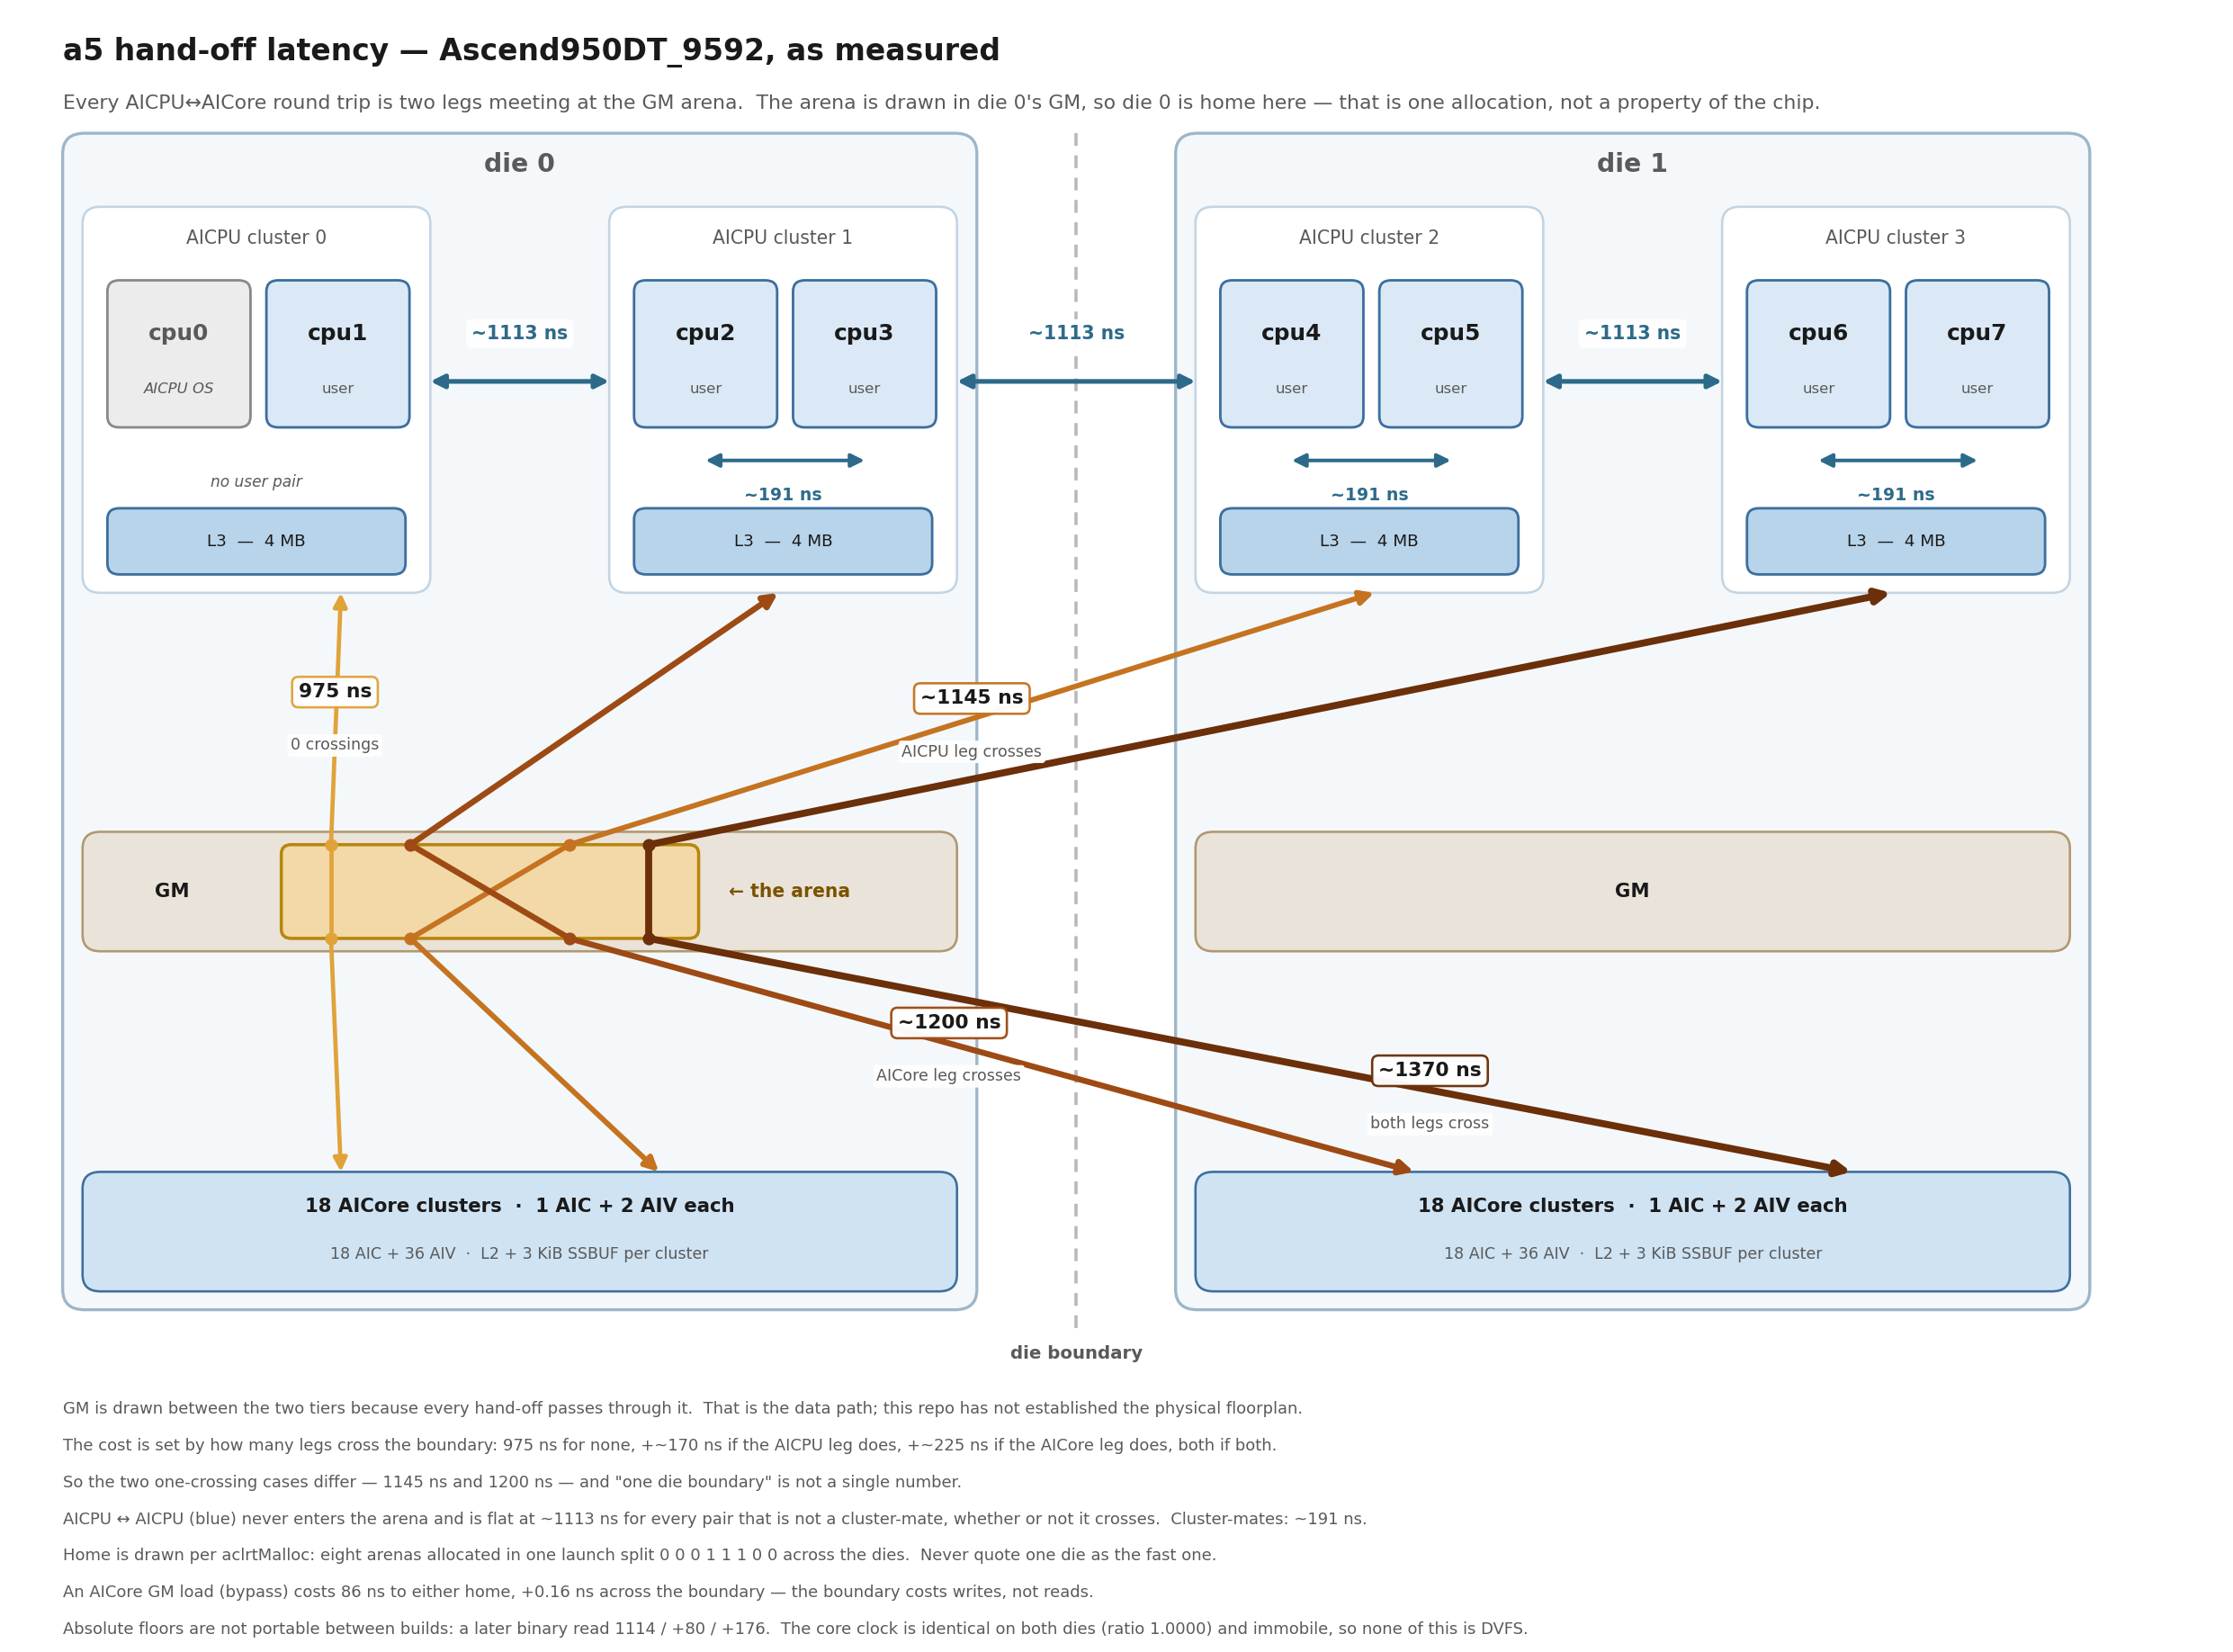 a5 hand-off latency — Ascend950DT_9592, as measured
Every AICPU↔AICore round trip is two legs meeting at the GM arena.  The arena is drawn in die 0's GM, so die 0 is home here — that is one allocation, not a property of the chip.
die 0
die 1
AICPU cluster 0
AICPU cluster 1
AICPU cluster 2
AICPU cluster 3
cpu0
cpu1
~1113 ns
cpu2
cpu3
~1113 ns
cpu4
cpu5
~1113 ns
cpu6
cpu7
AICPU OS
user
user
user
user
user
user
user
no user pair
~191 ns
~191 ns
~191 ns
L3 — 4 MB
L3 — 4 MB
L3 — 4 MB
L3 — 4 MB
975 ns
~1145 ns
0 crossings
AICPU leg crosses
GM
← the arena
GM
~1200 ns
AICore leg crosses
~1370 ns
both legs cross
18 AICore clusters · 1 AIC + 2 AIV each
18 AICore clusters · 1 AIC + 2 AIV each
18 AIC + 36 AIV · L2 + 3 KiB SSBUF per cluster
18 AIC + 36 AIV · L2 + 3 KiB SSBUF per cluster
die boundary
GM is drawn between the two tiers because every hand-off passes through it.  That is the data path; this repo has not established the physical floorplan.
The cost is set by how many legs cross the boundary: 975 ns for none, +~170 ns if the AICPU leg does, +~225 ns if the AICore leg does, both if both.
So the two one-crossing cases differ — 1145 ns and 1200 ns — and "one die boundary" is not a single number.
AICPU ↔ AICPU (blue) never enters the arena and is flat at ~1113 ns for every pair that is not a cluster-mate, whether or not it crosses.  Cluster-mates: ~191 ns.
Home is drawn per aclrtMalloc: eight arenas allocated in one launch split 0 0 0 1 1 1 0 0 across the dies.  Never quote one die as the fast one.
An AICore GM load (bypass) costs 86 ns to either home, +0.16 ns across the boundary — the boundary costs writes, not reads.
Absolute floors are not portable between builds: a later binary read 1114 / +80 / +176.  The core clock is identical on both dies (ratio 1.0000) and immobile, so none of this is DVFS.